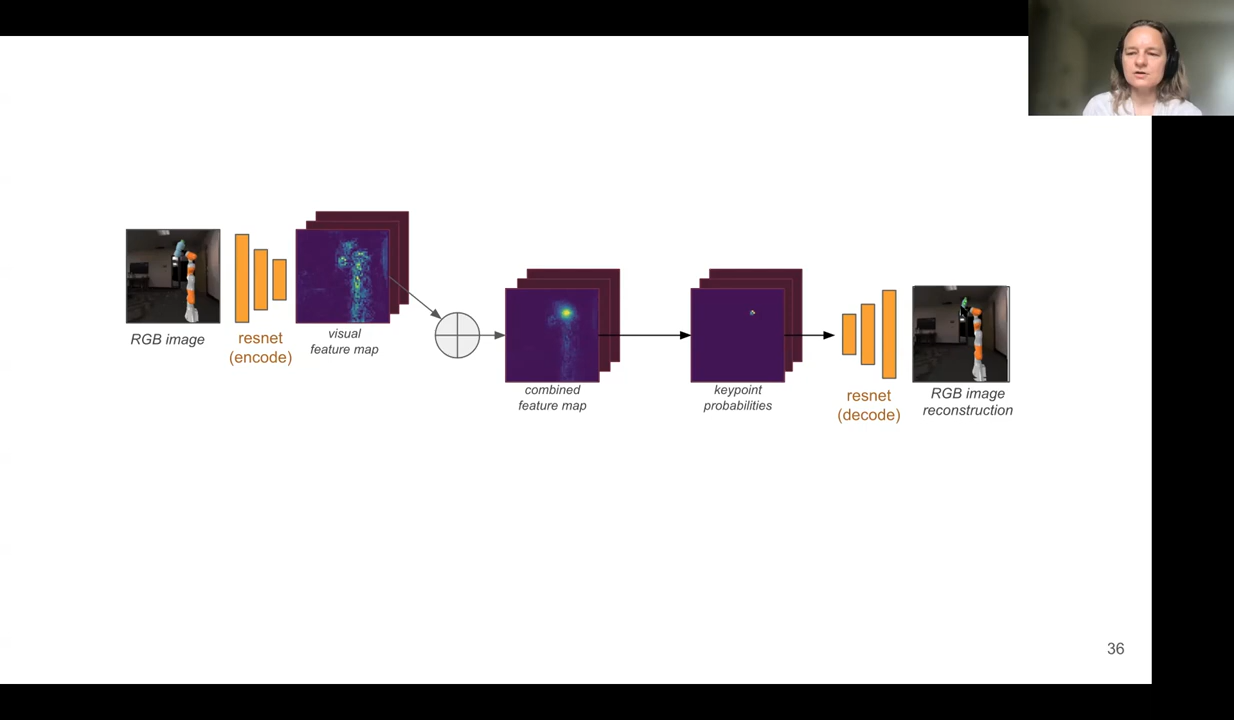 RGB image
resnet
(encode)
visual
feature map
combined
feature map
keypoint
probabilities
resnet
(decode)
RGB image
reconstruction
36